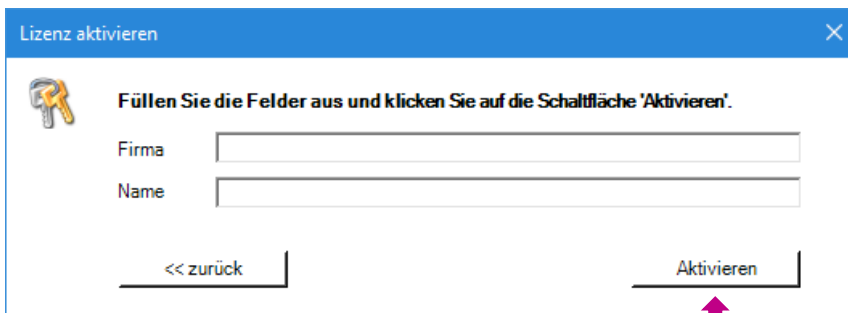 Lizenz aktivieren
Füllen Sie die Felder aus und klicken Sie auf die Schaltfläche 'Aktivieren'.
Firma
Name
<< zurück
Aktivieren